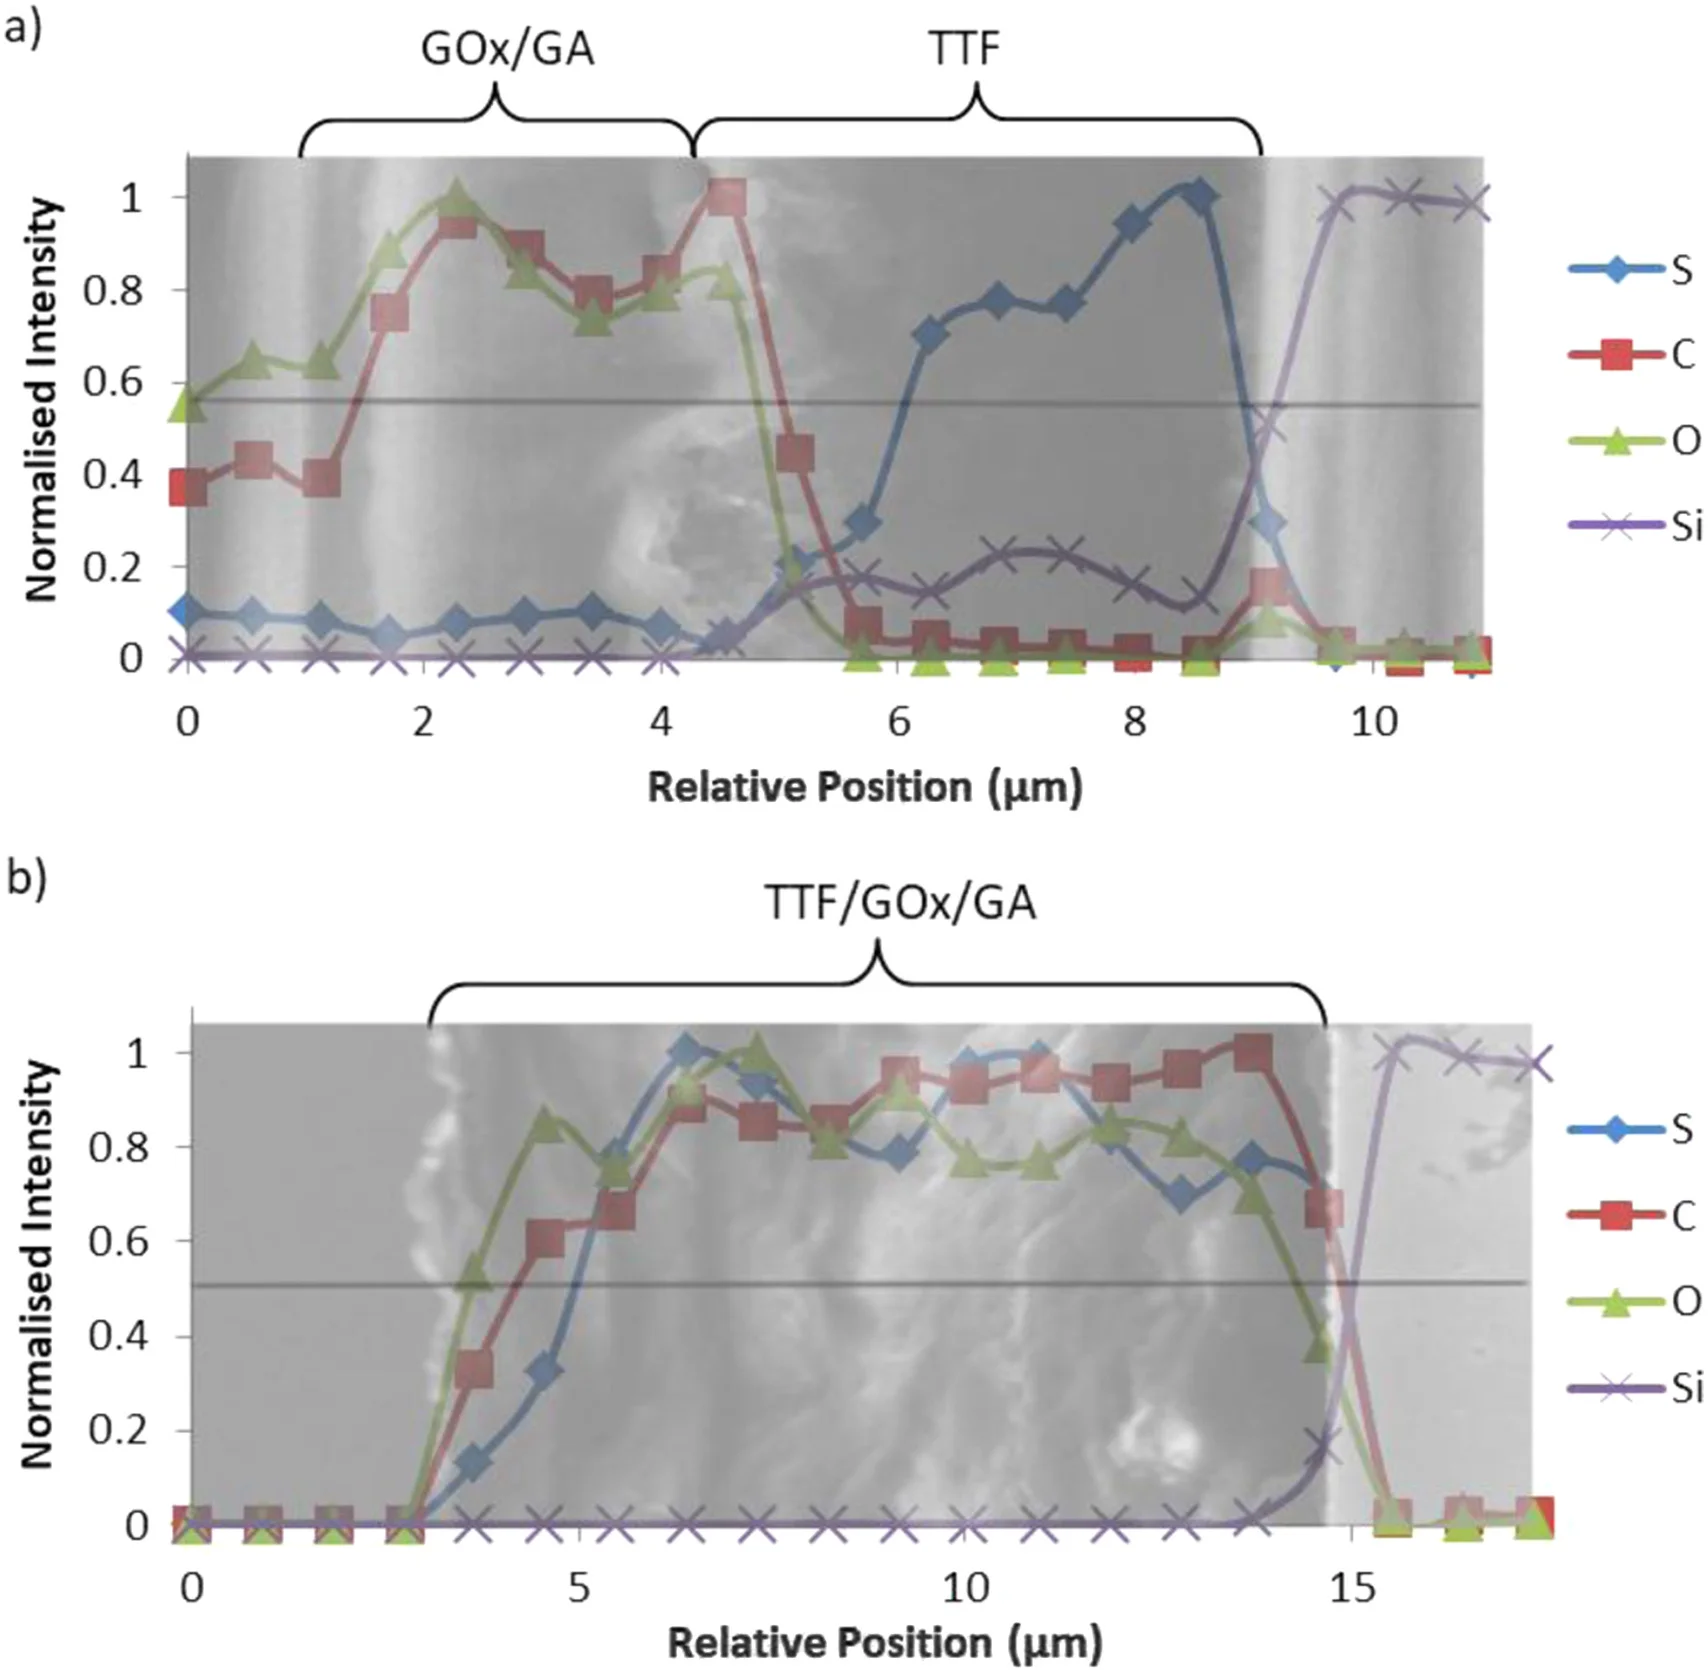 a)
GOx/GA TTF
Normalised Intensity
1
0.8
0.6
0.4
0.2
0
0 2 4 6 8 10
Relative Position (μm)
S
C
O
Si
b)
TTF/GOx/GA
Normalised Intensity
1
0.8
0.6
0.4
0.2
0
0 5 10 15
Relative Position (μm)
S
C
O
Si